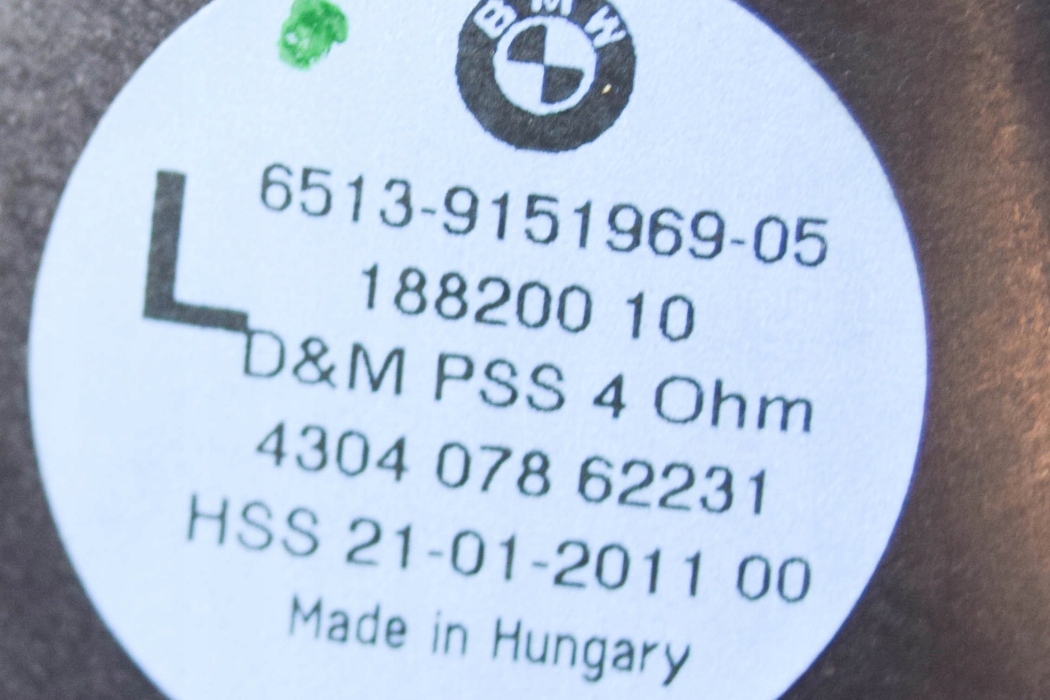 BMW
6513-9151969-05
L
188200 10
D&M PSS 4 Ohm
4304 078 62231
HSS 21-01-2011 00
Made in Hungary